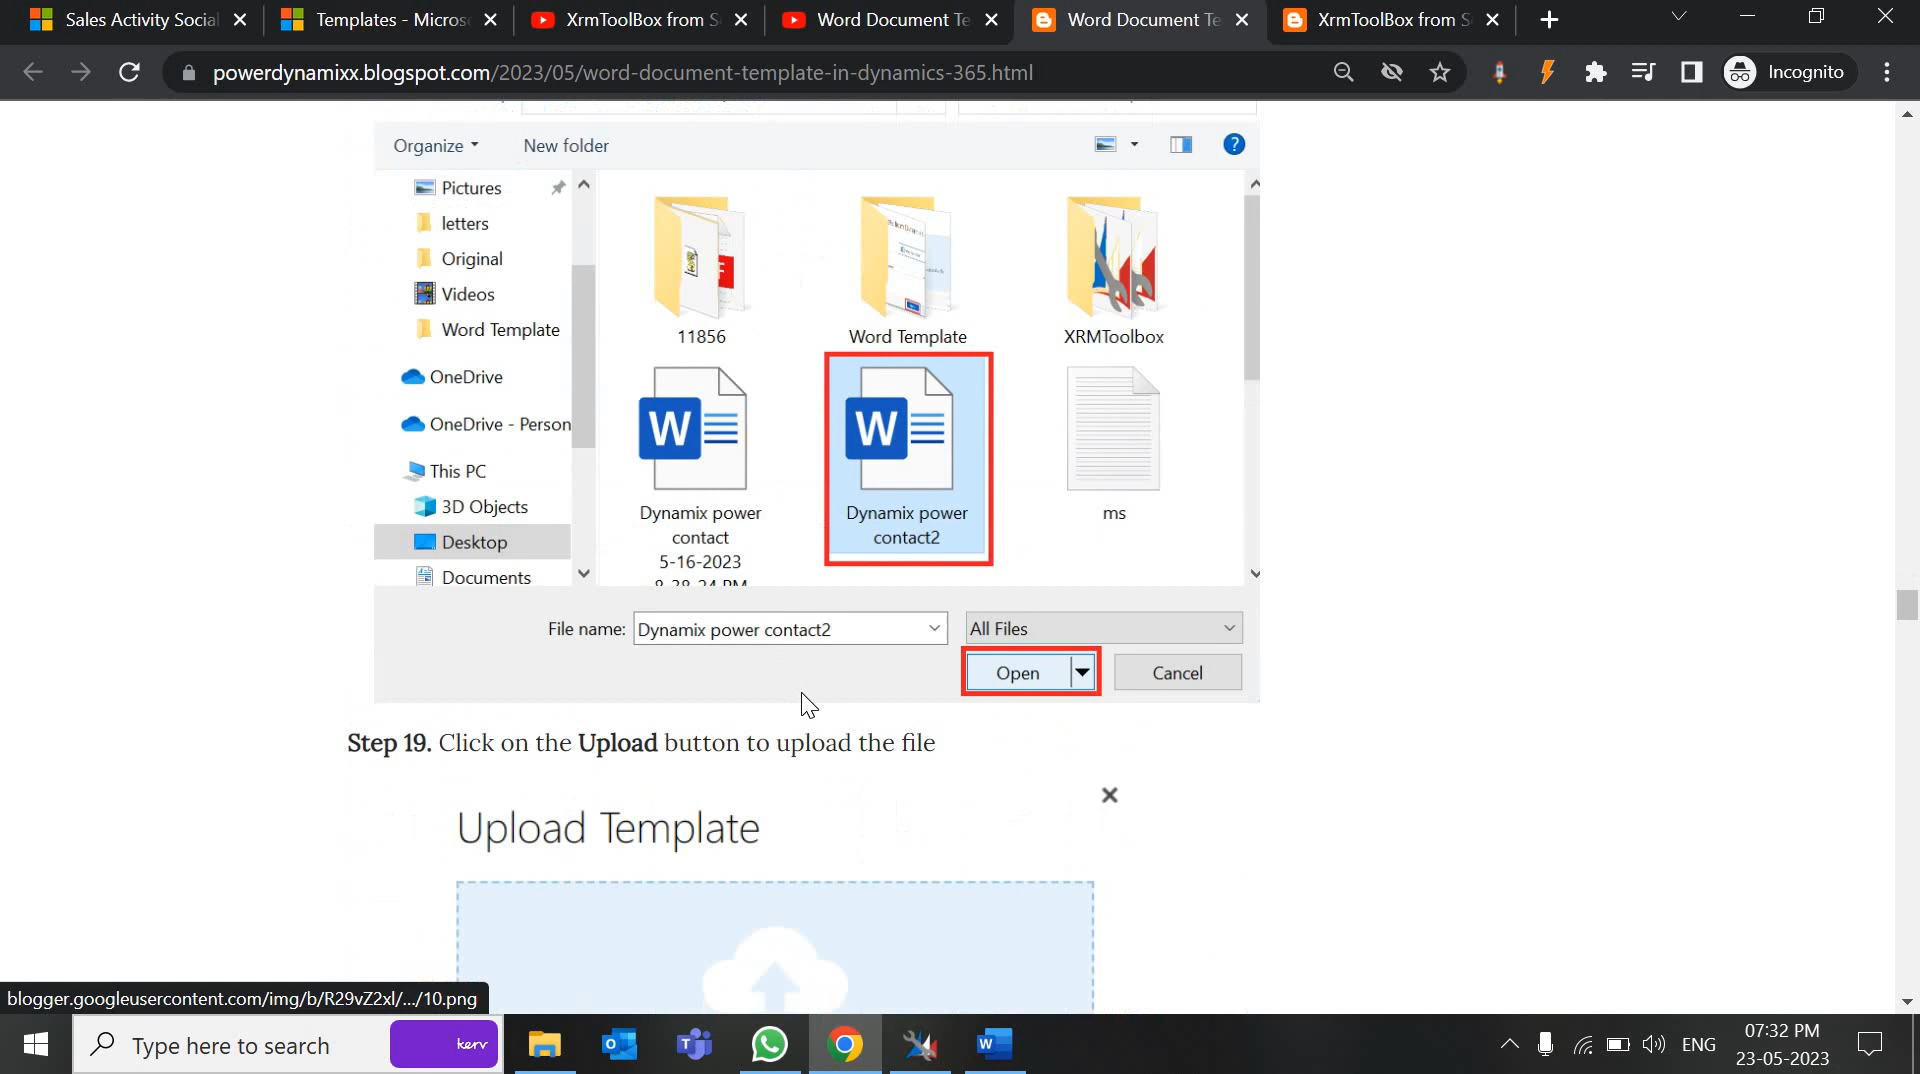 Sales Activity Social
Templates - Micros
XrmToolBox from S
Word Document Te
Word Document Te
XrmToolBox from S
powerdynamixx.blogspot.com/2023/05/word-document-template-in-dynamics-365.html
Incognito
Organize
New folder
Pictures
letters
Original
Videos
Word Template
OneDrive
OneDrive - Person
This PC
3D Objects
Desktop
Documents
11856
Word Template
XRMToolbox
Dynamix power
contact
5-16-2023
8-38-24 PM
Dynamix power
contact2
ms
File name:
Dynamix power contact2
All Files
Open
Cancel
Step 19. Click on the Upload button to upload the file
Upload Template
blogger.googleusercontent.com/img/b/R29vZ2xl/.../10.png
Type here to search
kerv
ENG
07:32 PM
23-05-2023